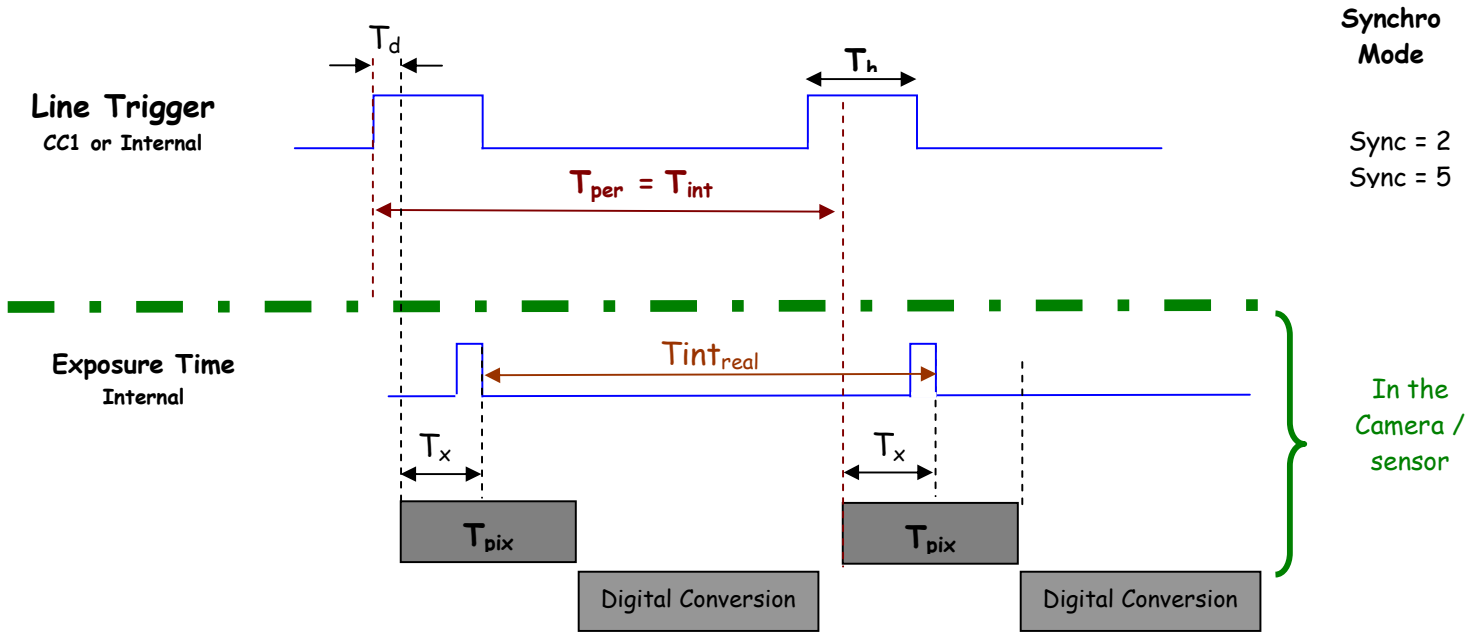 Synchro
Mode
Td
Th
Line Trigger
CC1 or Internal
Sync = 2
Sync = 5
Tper = Tint
Exposure Time
Internal
Tintreal
In the
Camera /
sensor
Tx
Tx
Tpix
Tpix
Digital Conversion
Digital Conversion